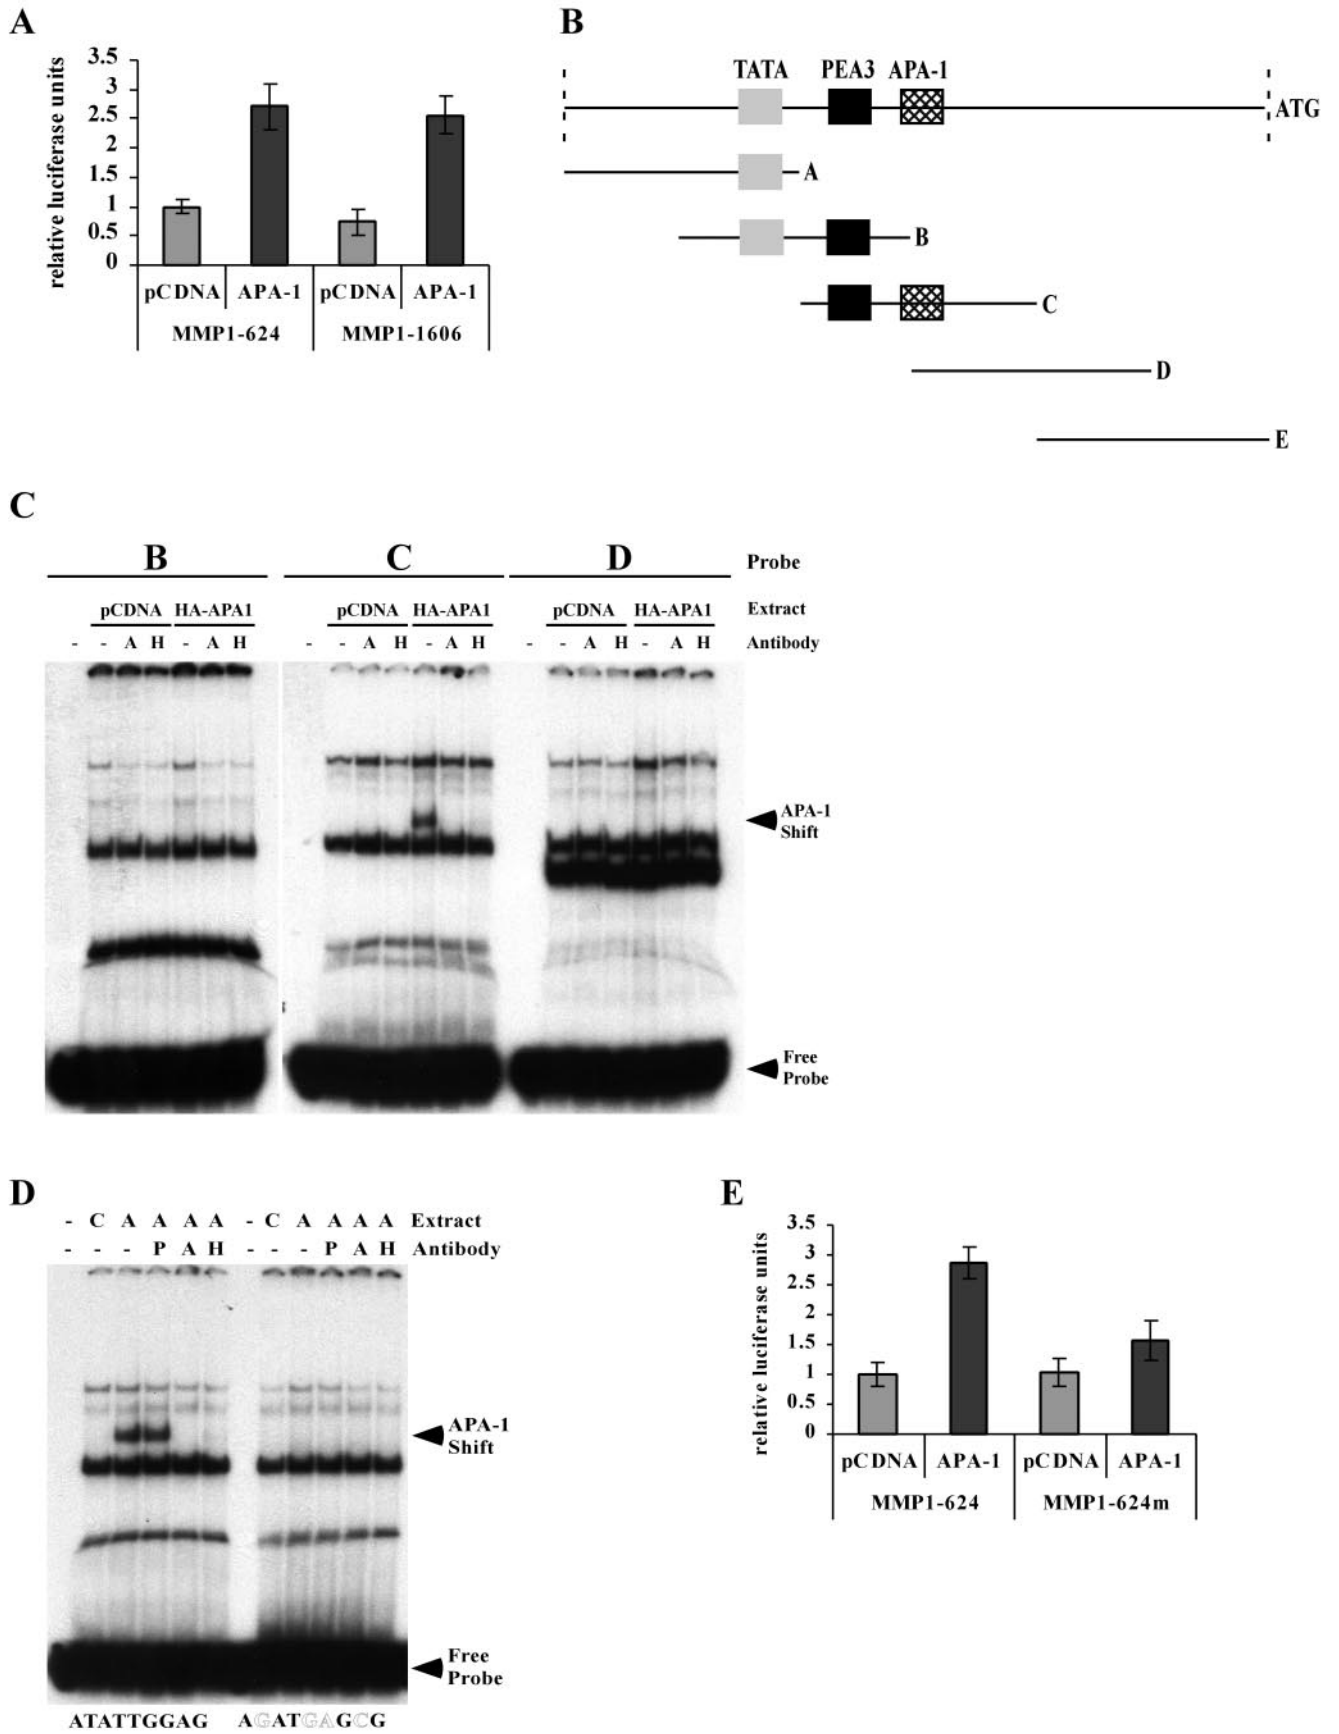 A
relative luciferase units
3.5
3
2.5
2
1.5
1
0.5
0
pCDNA APA-1 pCDNA APA-1
MMP1-624 MMP1-1606
B
TATA PEA3 APA-1
ATG
A
B
C
D
E
C
B C D Probe
pCDNA HA-APA1 pCDNA HA-APA1 pCDNA HA-APA1 Extract
- - A H - A H - - A H - A H - - A H - A H Antibody
APA-1
Shift
Free
Probe
D
- C A A A A - C A A A A Extract
- - - P A H - - - P A H Antibody
APA-1
Shift
Free
Probe
ATATTGGAG AGATGAGCG
E
relative luciferase units
3.5
3
2.5
2
1.5
1
0.5
0
pCDNA APA-1 pCDNA APA-1
MMP1-624 MMP1-624m